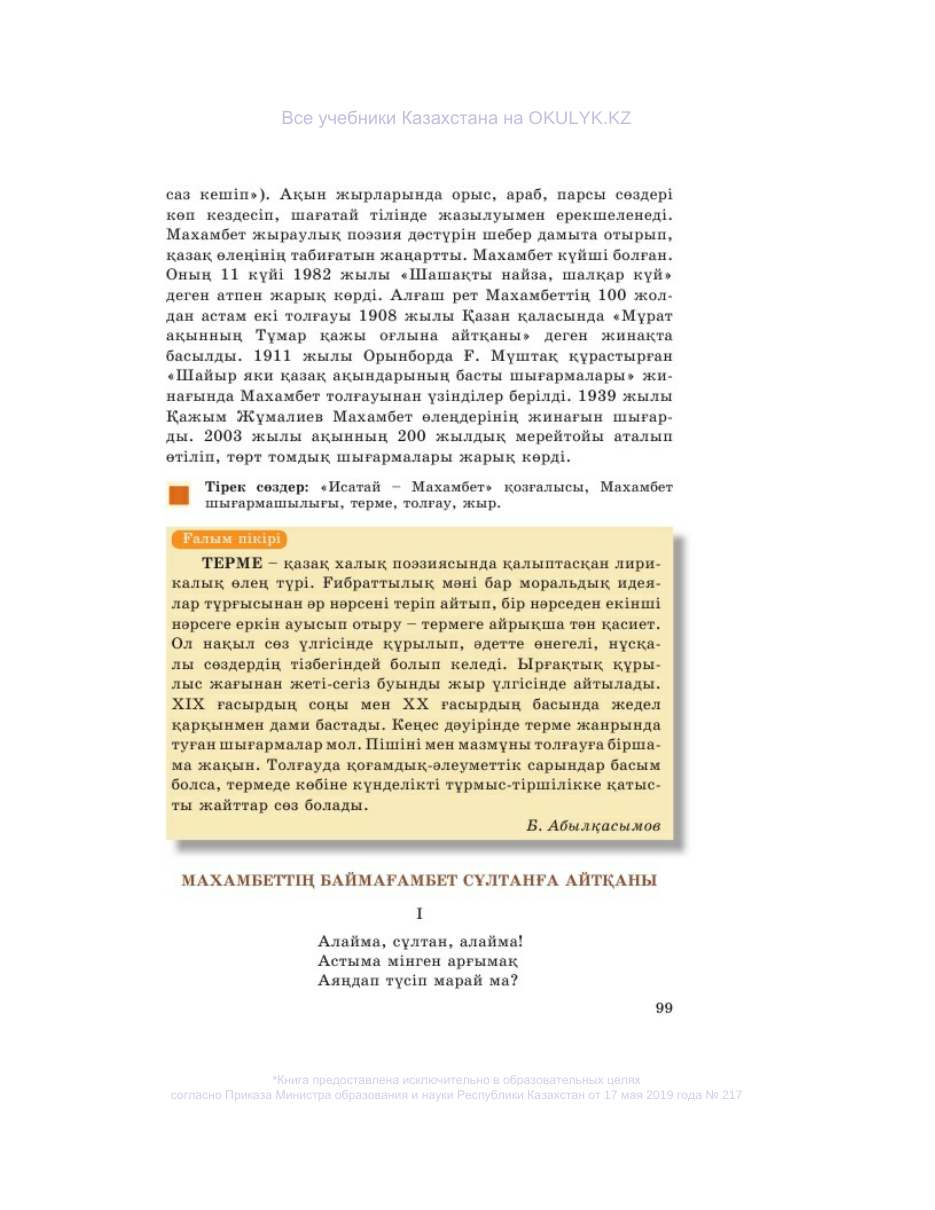 Все учебники Казахстана на OKULYK.KZ
саз кешіп»). Ақын жырларында орыс, араб, парсы сөздері
көп кездесіп, шағатай тілінде жазылуымен ерекшеленеді.
Махамбет жыраулық поэзия дәстүрін шебер дамыта отырып,
қазақ өлеңінің табиғатын жаңартты. Махамбет күйші болған.
Оның 11 күйі 1982 жылы «Шашақты найза, шалқар күй»
деген атпен жарық көрді. Алғаш рет Махамбеттің 100 жол-
дан астам екі толғауы 1908 жылы Қазан қаласында «Мұрат
ақынның Тұмар қажы оғлына айтқаны» деген жинақта
басылды. 1911 жылы Орынборда Ғ. Мұштақ құрастырған
«Шайыр яки қазақ ақындарының басты шығармалары» жи-
нағында Махамбет толғауынан үзінділер берілді. 1939 жылы
Қажым Жұмалиев Махамбет өлеңдерінің жинағын шығар-
ды. 2003 жылы ақынның 200 жылдық мерейтойы аталып
өтіліп, төрт томдық шығармалары жарық көрді.
Тірек сөздер: «Исатай – Махамбет» қозғалысы, Махамбет
шығармашылығы, терме, толғау, жыр.
Ғалым пікірі
ТЕРМЕ – қазақ халық поэзиясында қалыптасқан лири-
калық өлең түрі. Ғибраттылық мәні бар моральдық идея-
лар тұрғысынан әр нәрсені теріп айтып, бір нәрседен екінші
нәрсеге еркін ауысып отыру – термеге айрықша тән қасиет.
Ол нақыл сөз үлгісінде құрылып, әдетте өнегелі, нұсқа-
лы сөздердің тізбегіндей болып келеді. Ырғақтық құры-
лыс жағынан жеті-сегіз буынды жыр үлгісінде айтылады.
XIX ғасырдың соңы мен XX ғасырдың басында жедел
қарқынмен дами бастады. Кеңес дәуірінде терме жанрында
туған шығармалар мол. Пішіні мен мазмұны толғауға бірша-
ма жақын. Толғауда қоғамдық-әлеуметтік сарындар басым
болса, термеде көбіне күнделікті тұрмыс-тіршілікке қатыс-
ты жайттар сөз болады.
Б. Абылқасымов
МАХАМБЕТТІҢ БАЙМАҒАМБЕТ СҰЛТАНҒА АЙТҚАНЫ
I
Алайма, сұлтан, алайма!
Астыма мінген арғымақ
Аяңдап түсіп марай ма?
99
*Книга предоставлена исключительно в образовательных целях
согласно Приказа Министра образования и науки Республики Казахстан от 17 мая 2019 года № 217